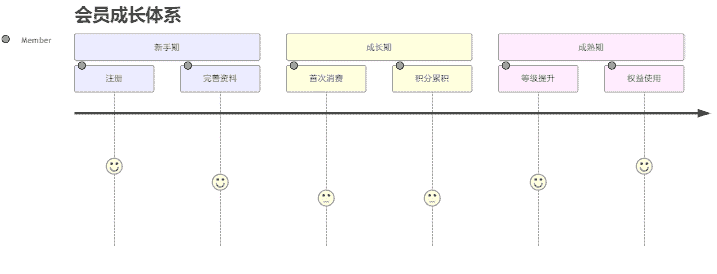 会员成长体系
Member
新手期
成长期
成熟期
注册
完善资料
首次消费
积分累积
等级提升
权益使用